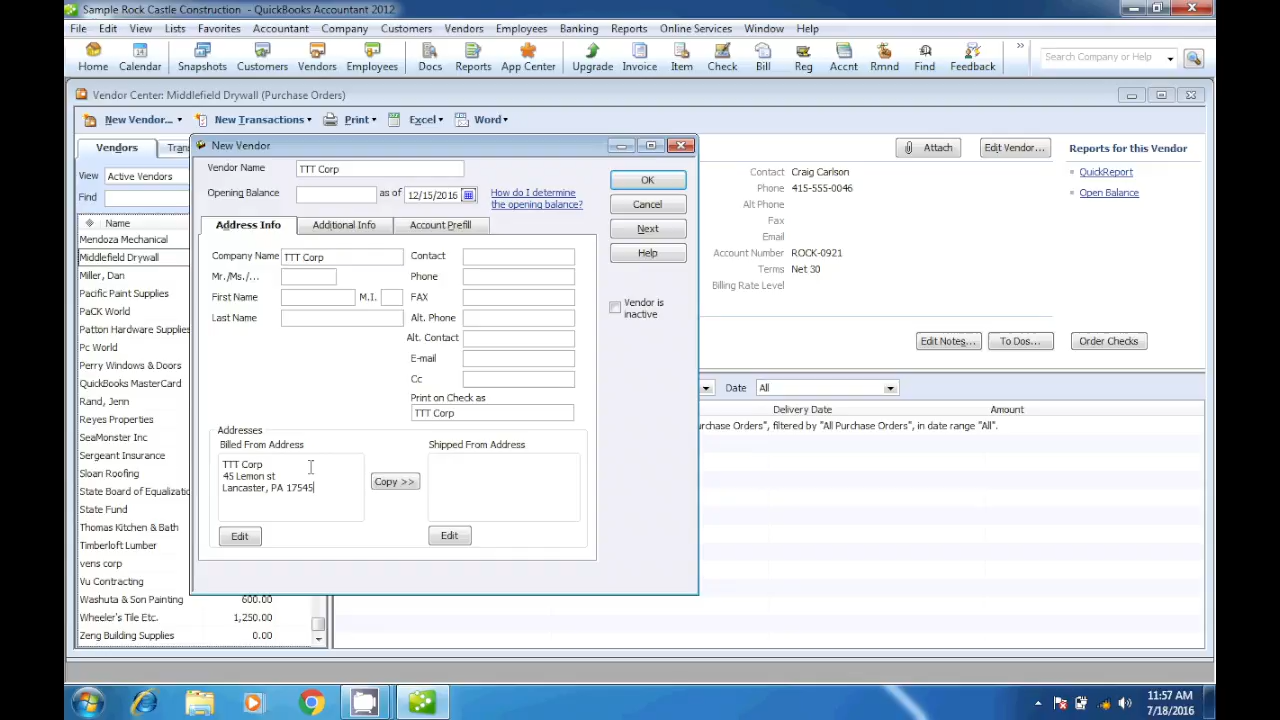 Sample Rock Castle Construction - QuickBooks Accountant 2012
File Edit View Lists Favorites Accountant Company Customers Vendors Employees Banking Reports Online Services Window Help
Home Calendar Snapshots Customers Vendors Employees Docs Reports App Center Upgrade Invoice Item Check Bill Reg Accnt Rmnd Find Feedback Search Company or Help
Vendor Center: Middlefield Drywall (Purchase Orders)
New Vendor... New Transactions Print Excel Word
Vendors Tra
View Active Vendors
Find
Name
Mendoza Mechanical
Middlefield Drywall
Miller, Dan
Pacific Paint Supplies
PaCK World
Patton Hardware Supplies
Pc World
Perry Windows & Doors
QuickBooks MasterCard
Rand, Jenn
Reyes Properties
SeaMonster Inc
Sergeant Insurance
Sloan Roofing
State Board of Equalizatio
State Fund
Thomas Kitchen & Bath
Timberloft Lumber
vens corp
Vu Contracting
Washuta & Son Painting 600.00
Wheeler's Tile Etc. 1,250.00
Zeng Building Supplies 0.00
New Vendor
Vendor Name TTT Corp
Opening Balance as of 12/15/2016 How do I determine the opening balance?
OK
Cancel
Next
Help
Vendor is inactive
Address Info Additional Info Account Prefill
Company Name TTT Corp Contact
Mr./Ms./... Phone
First Name M.I. FAX
Last Name Alt. Phone
Alt. Contact
E-mail
Cc
Print on Check as
TTT Corp
Addresses
Billed From Address Shipped From Address
TTT Corp
45 Lemon st
Lancaster, PA 17545
Copy >>
Edit Edit
Attach Edit Vendor... Reports for this Vendor
Contact Craig Carlson QuickReport
Phone 415-555-0046
Alt Phone Open Balance
Fax
Email
Account Number ROCK-0921
Terms Net 30
Billing Rate Level
Edit Notes... To Dos... Order Checks
Date All
Delivery Date Amount
urchase Orders", filtered by "All Purchase Orders", in date range "All".
11:57 AM
7/18/2016